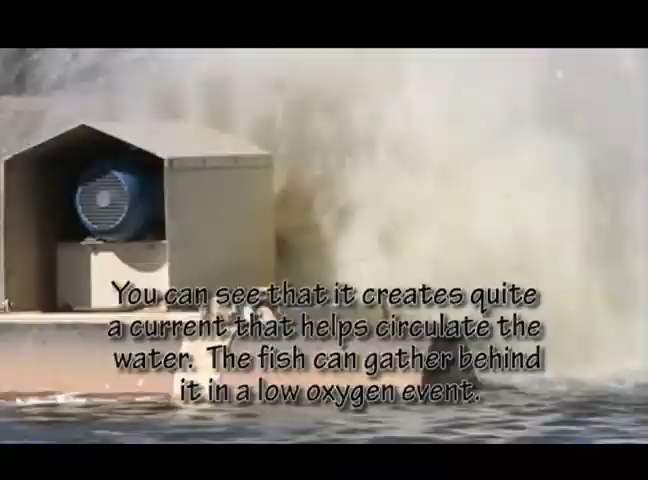 You can see that it creates quite
a current that helps circulate the
water. The fish can gather behind
it in a low oxygen event.